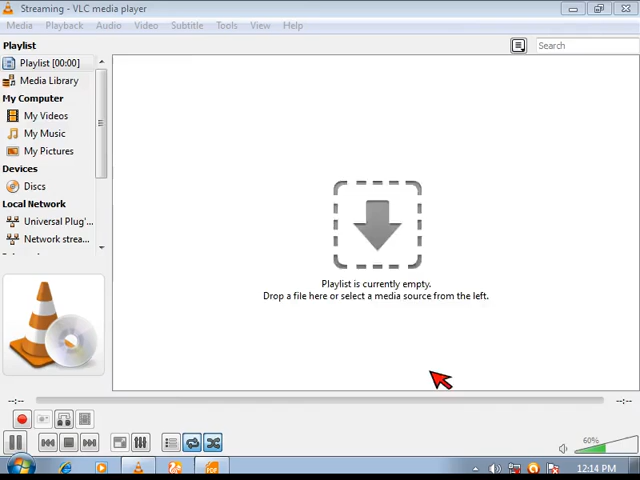 Streaming - VLC media player
Media Playback Audio Video Subtitle Tools View Help
Playlist
Search
Playlist [00:00]
Media Library
My Computer
My Videos
My Music
My Pictures
Devices
Discs
Local Network
Universal Plug'...
Network strea...
Playlist is currently empty.
Drop a file here or select a media source from the left.
--:-- --:--
60%
PDF
12:14 PM